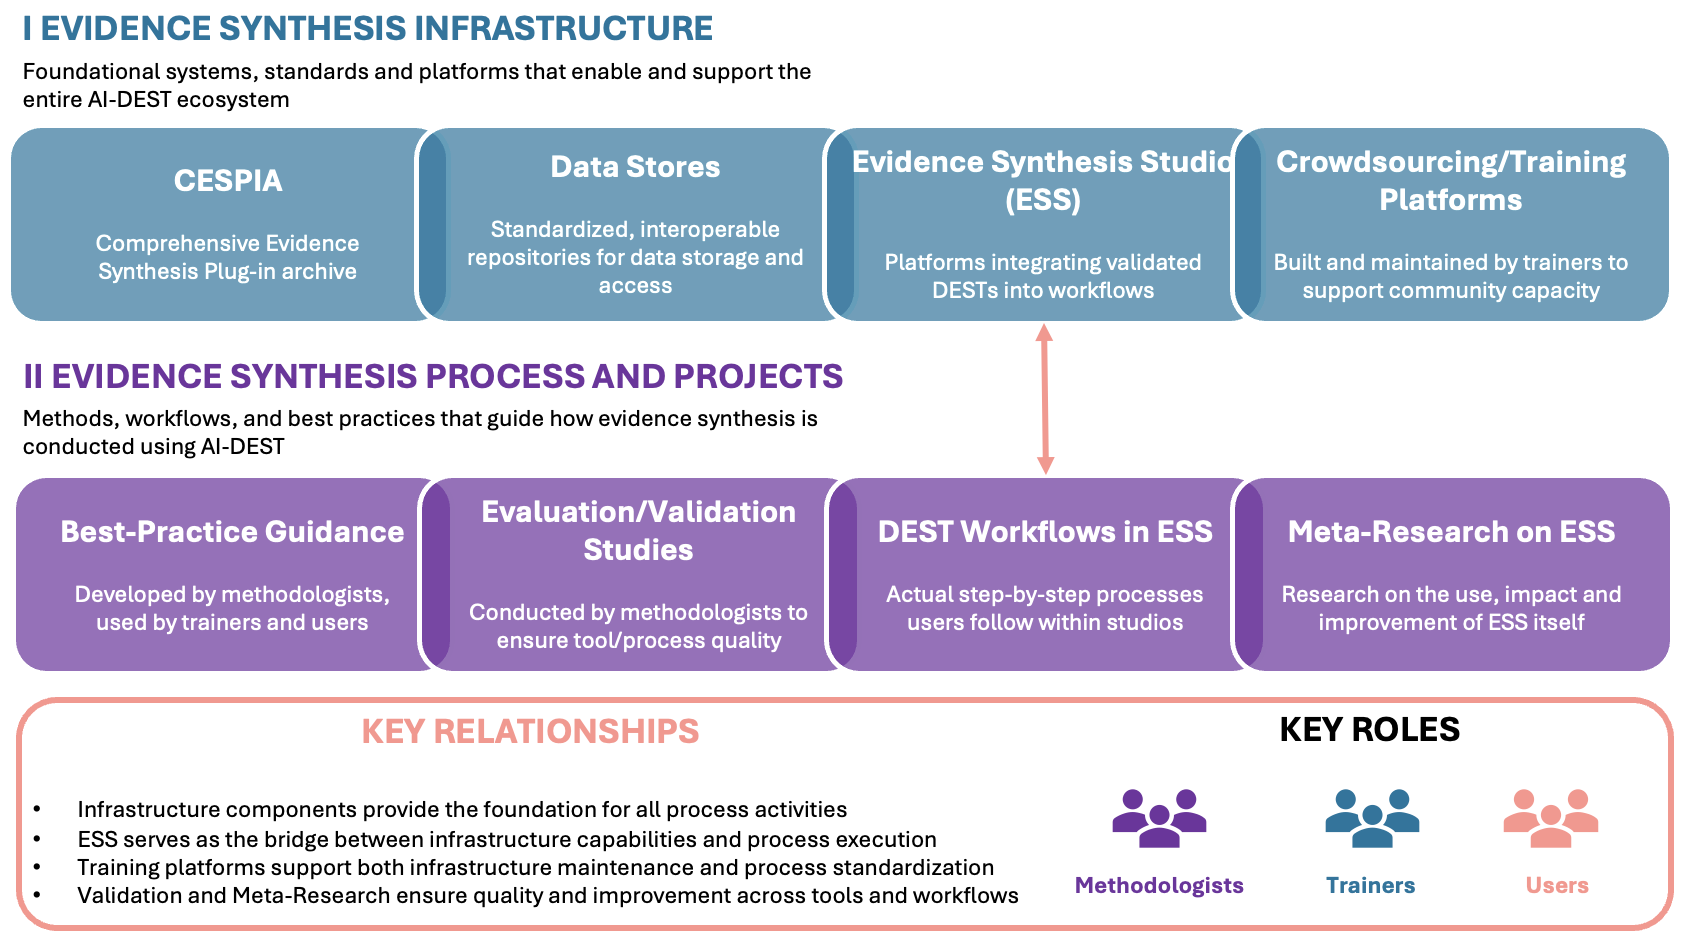 I EVIDENCE SYNTHESIS INFRASTRUCTURE
Foundational systems, standards and platforms that enable and support the
entire AI-DEST ecosystem
CESPIA
Comprehensive Evidence
Synthesis Plug-in archive
Data Stores
Standardized, interoperable
repositories for data storage and
access
Evidence Synthesis Studio
(ESS)
Platforms integrating validated
DESTs into workflows
Crowdsourcing/Training
Platforms
Built and maintained by trainers to
support community capacity
II EVIDENCE SYNTHESIS PROCESS AND PROJECTS
Methods, workflows, and best practices that guide how evidence synthesis is
conducted using AI-DEST
Best-Practice Guidance
Developed by methodologists,
used by trainers and users
Evaluation/Validation
Studies
Conducted by methodologists to
ensure tool/process quality
DEST Workflows in ESS
Actual step-by-step processes
users follow within studios
Meta-Research on ESS
Research on the use, impact and
improvement of ESS itself
KEY RELATIONSHIPS
• Infrastructure components provide the foundation for all process activities
• ESS serves as the bridge between infrastructure capabilities and process execution
• Training platforms support both infrastructure maintenance and process standardization
• Validation and Meta-Research ensure quality and improvement across tools and workflows
KEY ROLES
Methodologists
Trainers
Users